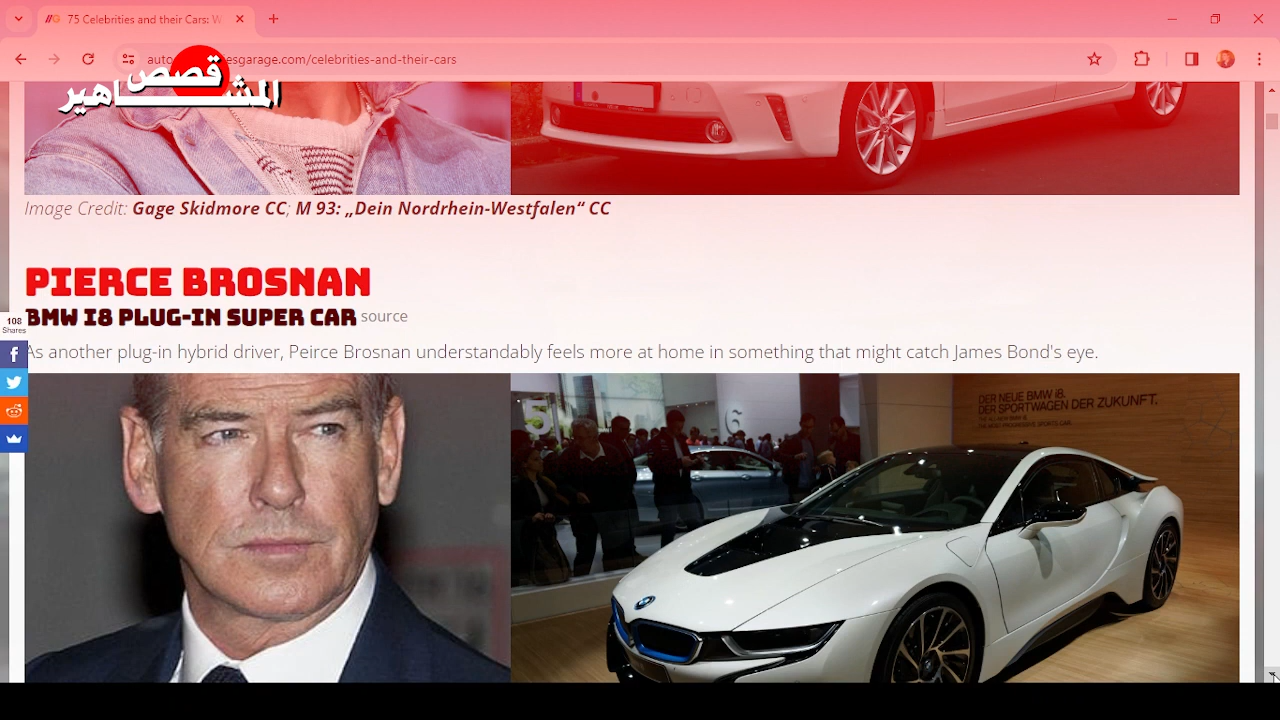 75 Celebrities and their Cars: W
قصص
المشاهير
esgarage.com/celebrities-and-their-cars
Image Credit: Gage Skidmore CC; M 93: „Dein Nordrhein-Westfalen“ CC
PIERCE BROSNAN
BMW I8 PLUG-IN SUPER CAR source
108
Shares
As another plug-in hybrid driver, Peirce Brosnan understandably feels more at home in something that might catch James Bond's eye.
DER NEUE BMW i8.
DER SPORTWAGEN DER ZUKUNFT.